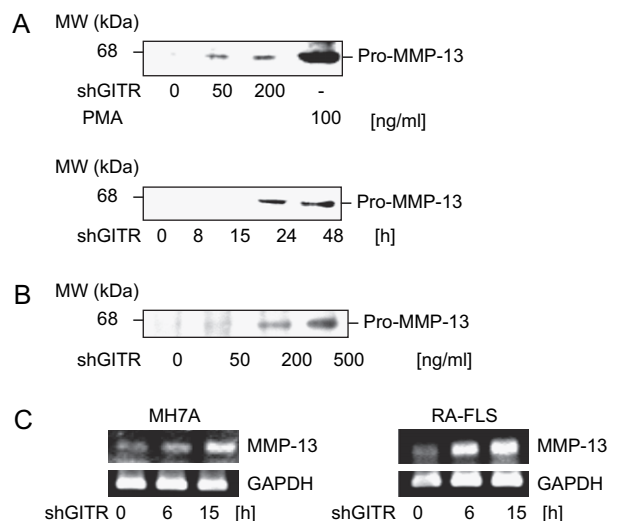 A
MW (kDa)
68 Pro-MMP-13
shGITR 0 50 200 -
PMA 100 [ng/ml]
MW (kDa)
68 Pro-MMP-13
shGITR 0 8 15 24 48 [h]
B
MW (kDa)
68 Pro-MMP-13
shGITR 0 50 200 500 [ng/ml]
C
MH7A RA-FLS
MMP-13 MMP-13
GAPDH GAPDH
shGITR 0 6 15 [h] shGITR 0 6 15 [h]